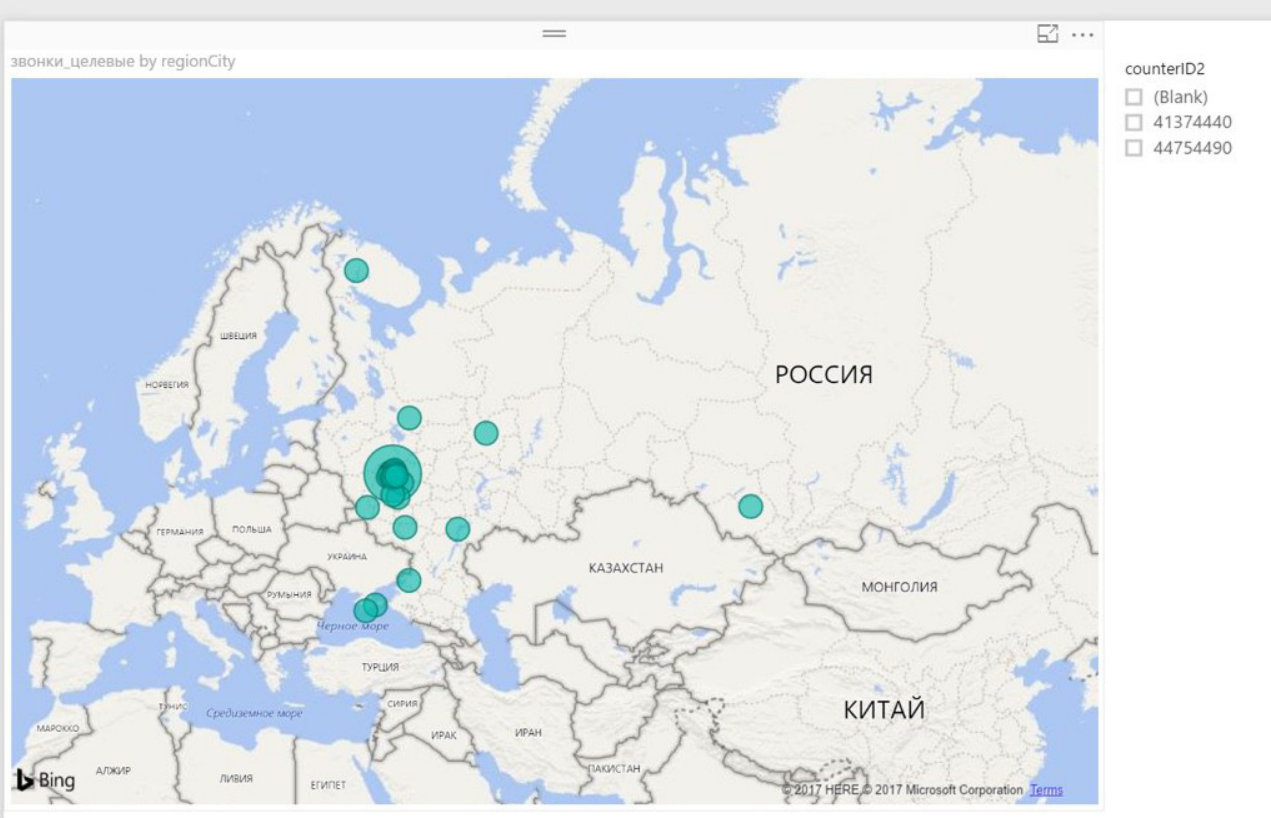 звонки_целевые by regionCity
counterID2
(Blank)
41374440
44754490
ШВЕЦИЯ
НОРВЕГИЯ
РОССИЯ
ГЕРМАНИЯ
ПОЛЬША
УКРАИНА
КАЗАХСТАН
МОНГОЛИЯ
РУМЫНИЯ
Черное море
ТУРЦИЯ
ТУНИС
Средиземное море
СИРИЯ
КИТАЙ
МАРОККО
ИРАК
ИРАН
АЛЖИР
ЛИВИЯ
ЕГИПЕТ
ПАКИСТАН
Bing
© 2017 HERE © 2017 Microsoft Corporation Terms